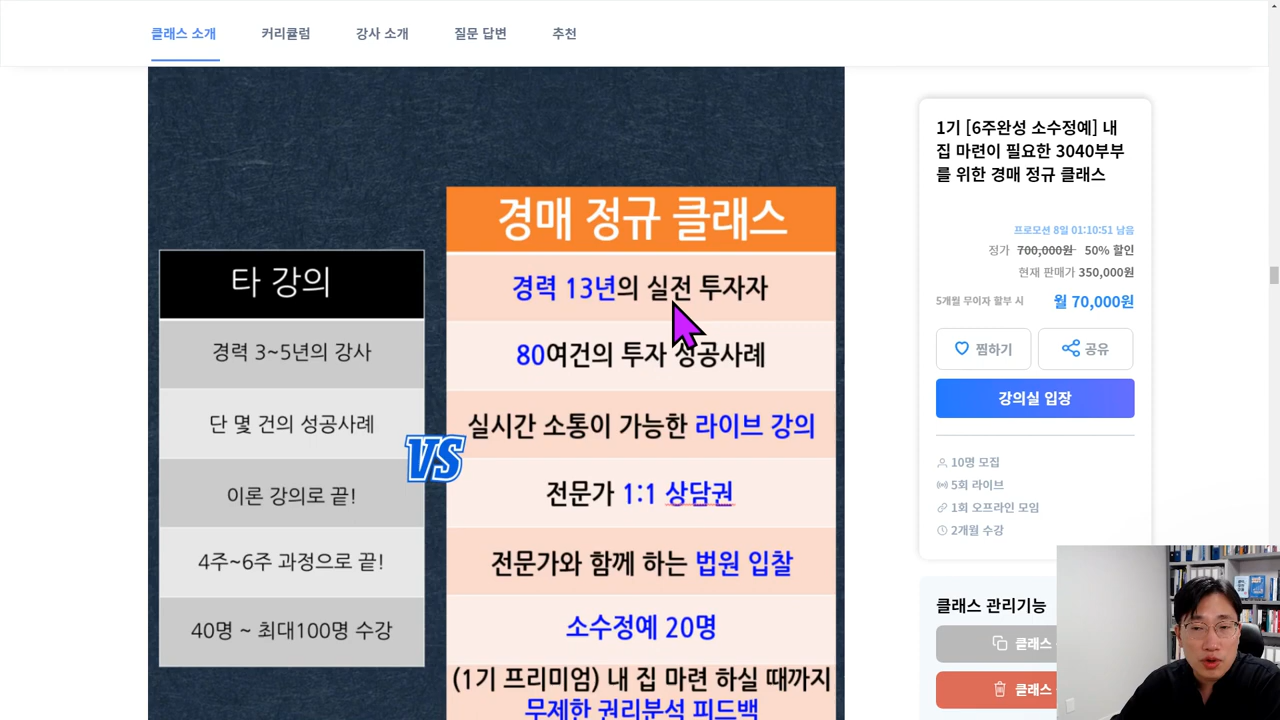 클래스 소개
커리큘럼
강사 소개
질문 답변
추천
타 강의
경력 3~5년의 강사
단 몇 건의 성공사례
이론 강의로 끝!
4주~6주 과정으로 끝!
40명 ~ 최대100명 수강
VS
경매 정규 클래스
경력 13년의 실전 투자자
80여건의 투자 성공사례
실시간 소통이 가능한 라이브 강의
전문가 1:1 상담권
전문가와 함께 하는 법원 입찰
소수정예 20명
(1기 프리미엄) 내 집 마련 하실 때까지
무제한 권리분석 피드백
1기 [6주완성 소수정예] 내
집 마련이 필요한 3040부부
를 위한 경매 정규 클래스
프로모션 8일 01:10:51 남음
정가 700,000원 50% 할인
현재 판매가 350,000원
5개월 무이자 할부 시 월 70,000원
찜하기
공유
강의실 입장
10명 모집
5회 라이브
1회 오프라인 모임
2개월 수강
클래스 관리기능
클래스
클래스